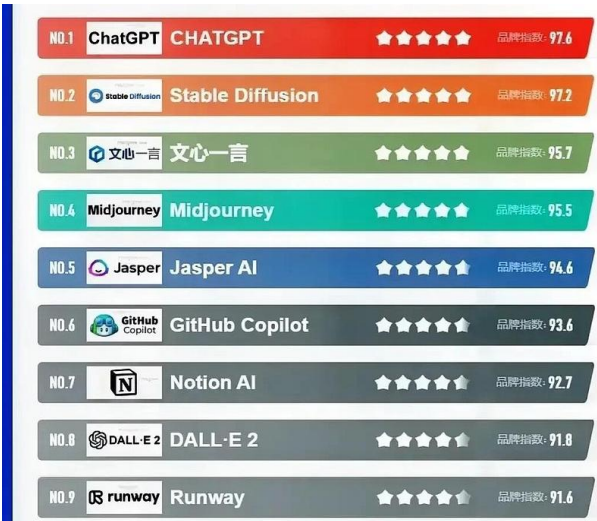 NO.1 ChatGPT CHATGPT 品牌指数: 97.6
NO.2 Stable Diffusion Stable Diffusion 品牌指数: 97.2
NO.3 文心一言 文心一言 品牌指数: 95.7
NO.4 Midjourney Midjourney 品牌指数: 95.5
NO.5 Jasper Jasper AI 品牌指数: 94.6
NO.6 GitHub Copilot GitHub Copilot 品牌指数: 93.6
NO.7 N Notion AI 品牌指数: 92.7
NO.8 DALL·E 2 DALL·E 2 品牌指数: 91.8
NO.9 runway Runway 品牌指数: 91.6